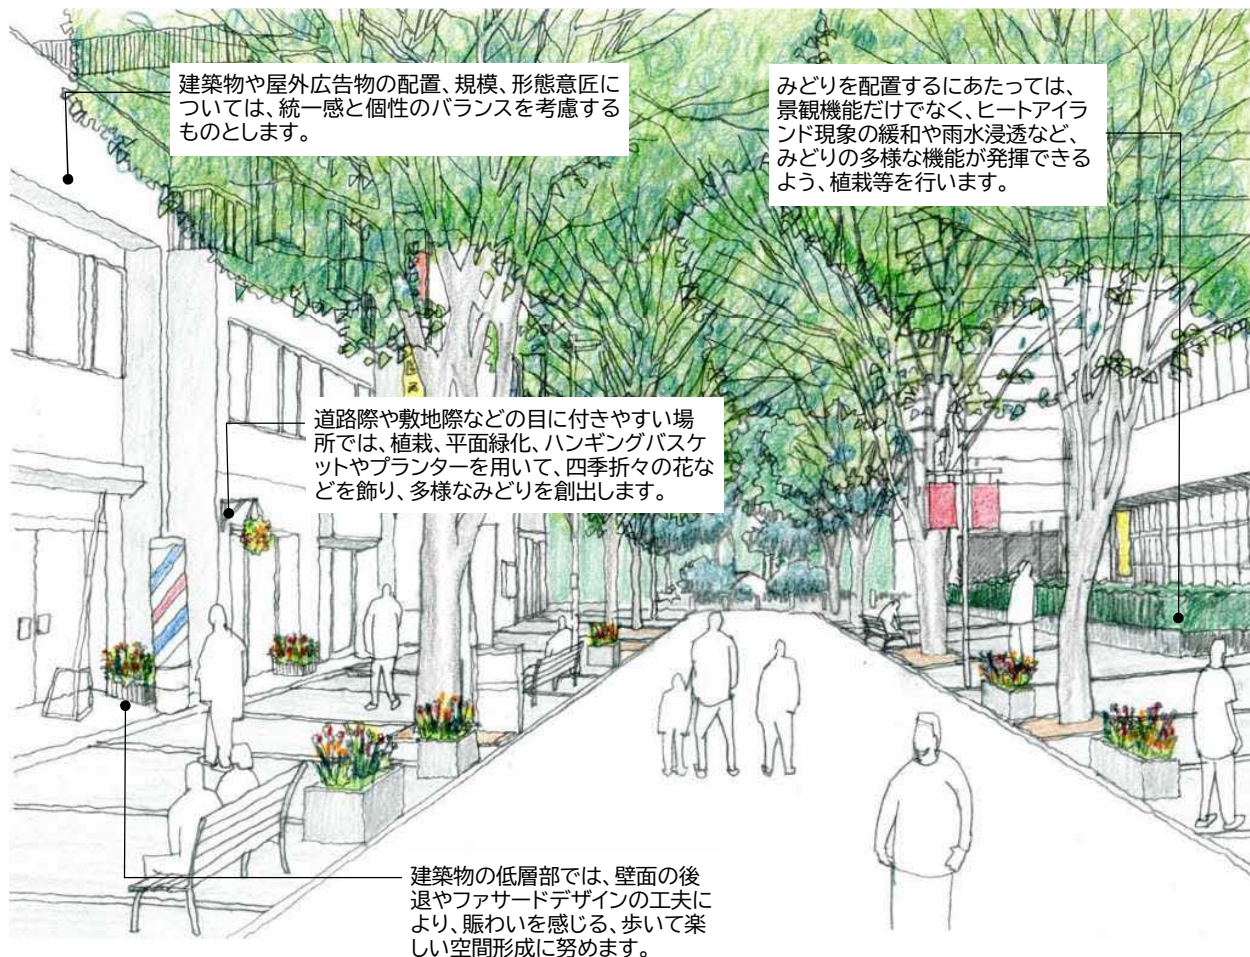 建築物や屋外広告物の配置、規模、形態意匠に
ついては、統一感と個性のバランスを考慮する
ものとします。
みどりを配置するにあたっては、
景観機能だけでなく、ヒートアイラ
ンド現象の緩和や雨水浸透など、
みどりの多様な機能が発揮できる
よう、植栽等を行います。
道路際や敷地際などの目に付きやすい場
所では、植栽、平面緑化、ハンギングバスケ
ットやプランターを用いて、四季折々の花な
どを飾り、多様なみどりを創出します。
建築物の低層部では、壁面の後
退やファサードデザインの工夫によ
り、賑わいを感じる、歩いて楽
しい空間形成に努めます。